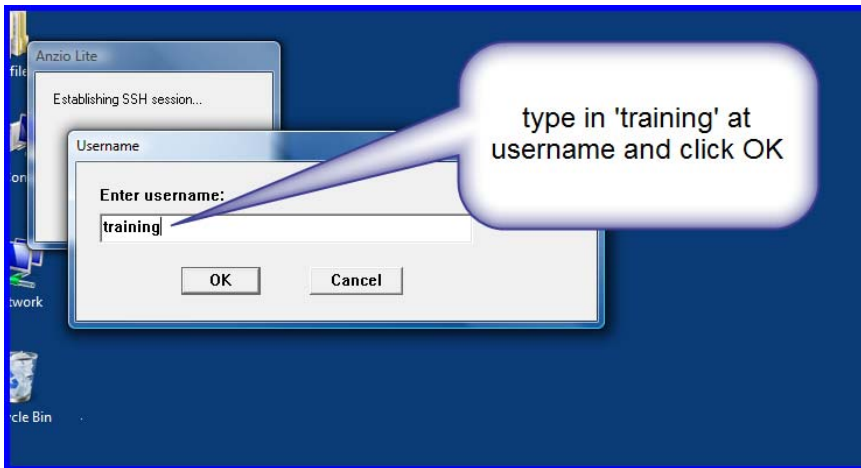 Anzio Lite
file
Establishing SSH session...
type in 'training' at
username and click OK
Username
Enter username:
training
OK
Cancel
twork
cle Bin